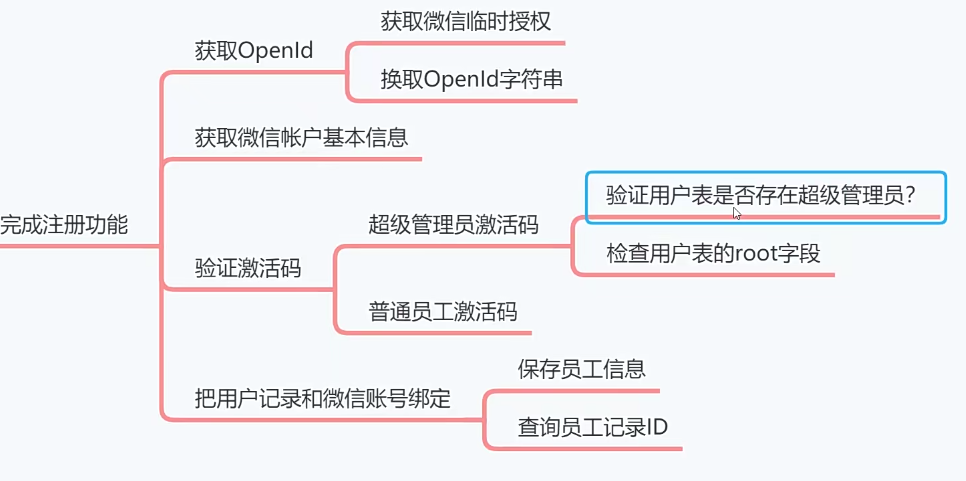 完成注册功能
获取OpenId
获取微信临时授权
换取OpenId字符串
获取微信帐户基本信息
验证激活码
超级管理员激活码
验证用户表是否存在超级管理员？
检查用户表的root字段
普通员工激活码
把用户记录和微信账号绑定
保存员工信息
查询员工记录ID